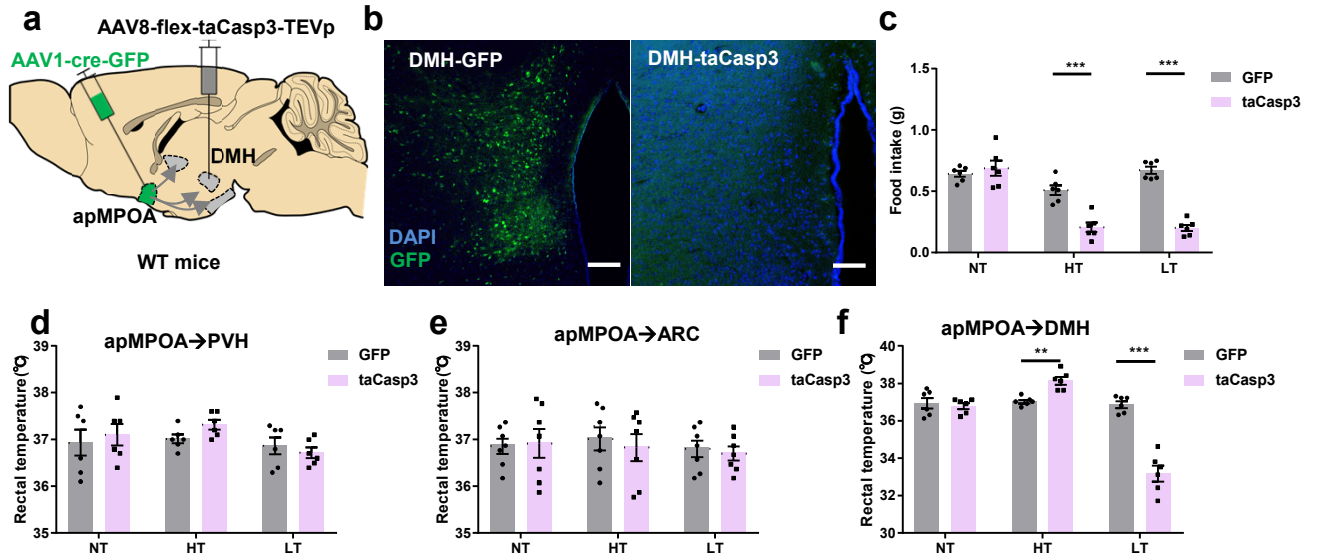 a
AAV8-flex-taCasp3-TEVp
AAV1-cre-GFP
DMH
apMPOA
WT mice
b
DMH-GFP
DMH-taCasp3
DAPI
GFP
c
***
***
GFP
taCasp3
Food intake (g)
1.5
1.0
0.5
0.0
NT
HT
LT
d
apMPOA→PVH
GFP
taCasp3
Rectal temperature(℃)
39
38
37
36
35
NT
HT
LT
e
apMPOA→ARC
GFP
taCasp3
Rectal temperature(℃)
39
38
37
36
35
NT
HT
LT
f
apMPOA→DMH
**
***
GFP
taCasp3
Rectal temperature (℃)
40
38
36
34
32
30
NT
HT
LT